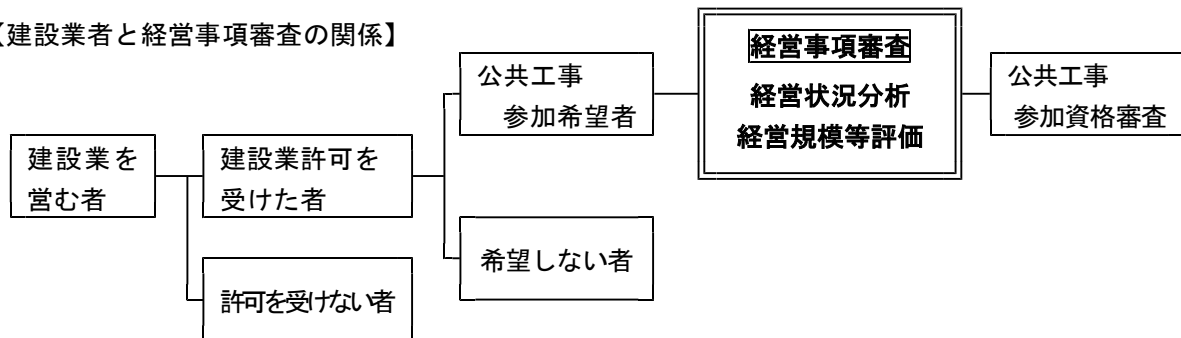 【建設業者と経営事項審査の関係】
建設業を
営む者
建設業許可を
受けた者
許可を受けない者
公共工事
参加希望者
希望しない者
経営事項審査
経営状況分析
経営規模等評価
公共工事
参加資格審査